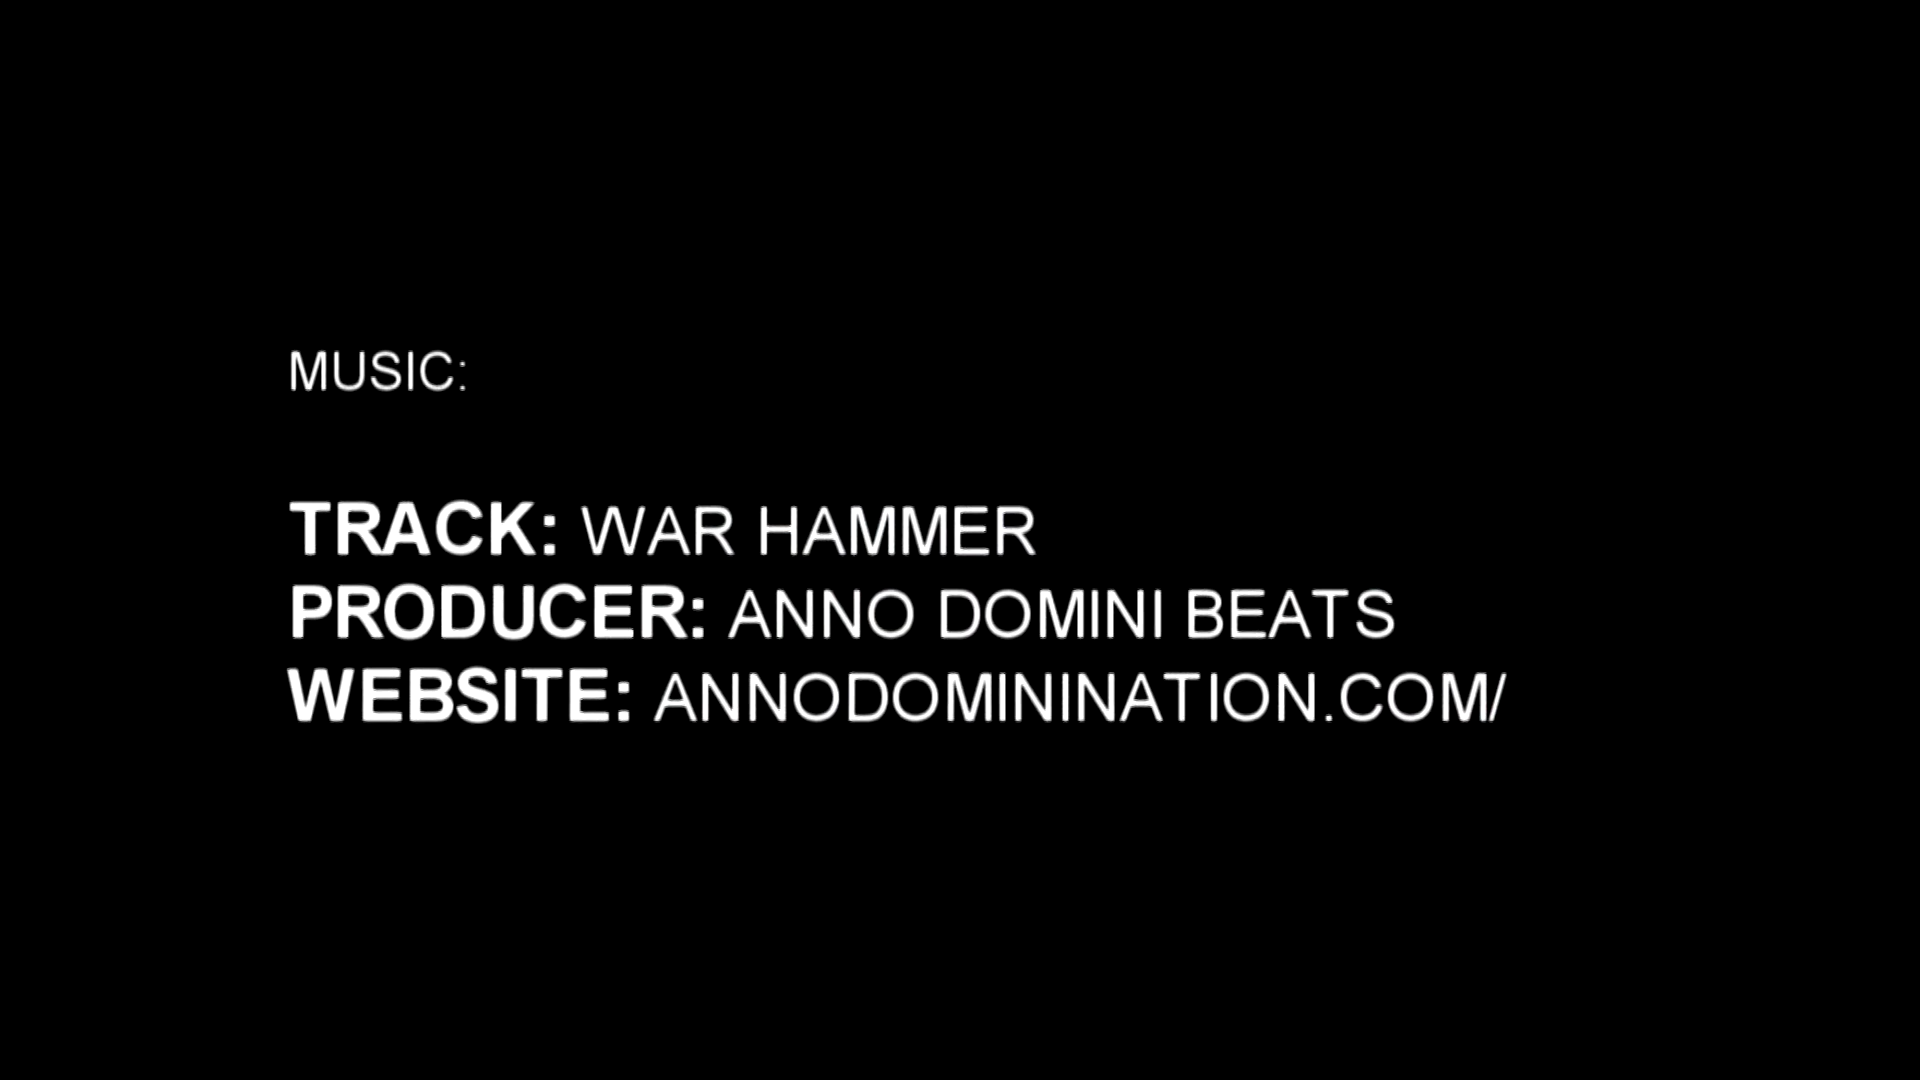 MUSIC:
TRACK: WAR HAMMER
PRODUCER: ANNO DOMINI BEATS
WEBSITE: ANNODOMININATION.COM/